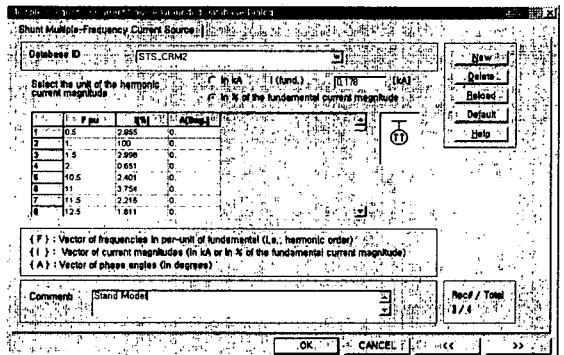 Shunt Multiple-Frequency Current Source
Database ID STS_CRM2
Select the unit of the harmonic current magnitude
In kA I (fund.) 0.178 [kA]
In % of the fundamental current magnitude
F pu I[%] A[Deg.]
1 0.5 2.955 0.
2 1. 100 0.
3 1.5 2.998 0.
4 2. 0.651 0.
5 10.5 2.401 0.
6 11 3.754 0.
7 11.5 2.216 0.
8 12.5 1.811 0.
New
Delete
Reload
Default
Help
{ F } : Vector of frequencies in per-unit of fundamental (i.e.; harmonic order)
{ I } : Vector of current magnitudes (in kA or in % of the fundamental current magnitude)
{ A } : Vector of phase angles (in degrees)
Comment Stand Model
Rec# / Total
3 / 4
OK CANCEL << >>